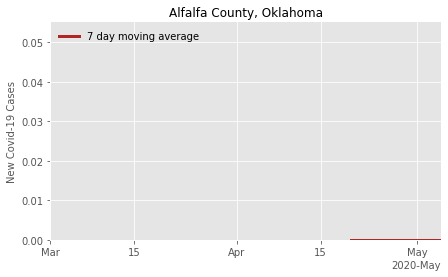 Alfalfa County, Oklahoma
7 day moving average
New Covid-19 Cases
0.05
0.04
0.03
0.02
0.01
0.00
Mar 15 Apr 15 May
2020-May